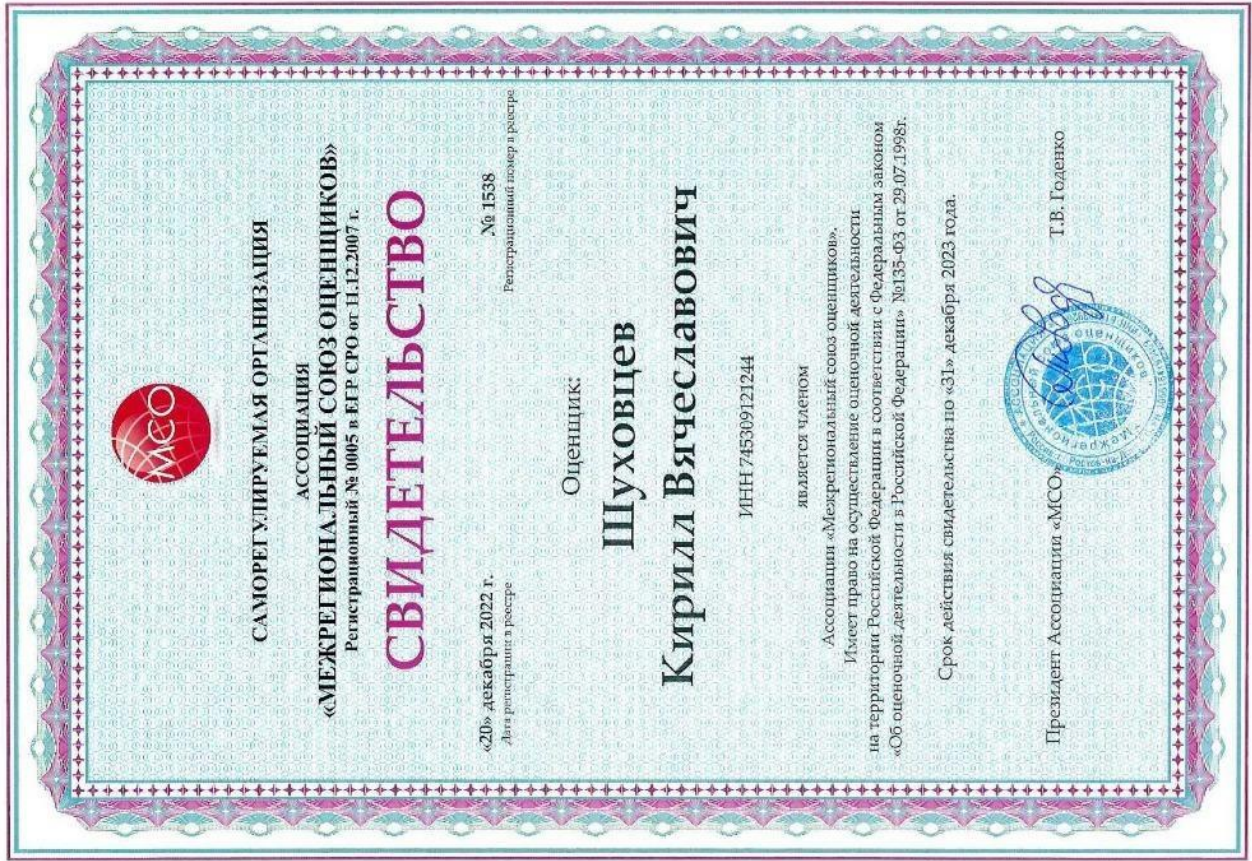 МСО
САМОРЕГУЛИРУЕМАЯ ОРГАНИЗАЦИЯ
АССОЦИАЦИЯ
«МЕЖРЕГИОНАЛЬНЫЙ СОЮЗ ОЦЕНЩИКОВ»
Регистрационный № 0005 в ЕГР СРО от 11.12.2007 г.
СВИДЕТЕЛЬСТВО
«20» декабря 2022 г. № 1538
Дата регистрации в реестре Регистрационный номер в реестре
Оценщик:
Шуховцев
Кирилл Вячеславович
ИНН 745309121244
является членом
Ассоциации «Межрегиональный союз оценщиков».
Имеет право на осуществление оценочной деятельности
на территории Российской Федерации в соответствии с Федеральным законом
«Об оценочной деятельности в Российской Федерации» №135-ФЗ от 29.07.1998г.
Срок действия свидетельства по «31» декабря 2023 года.
Президент Ассоциации «МСО» Т.В. Годенко